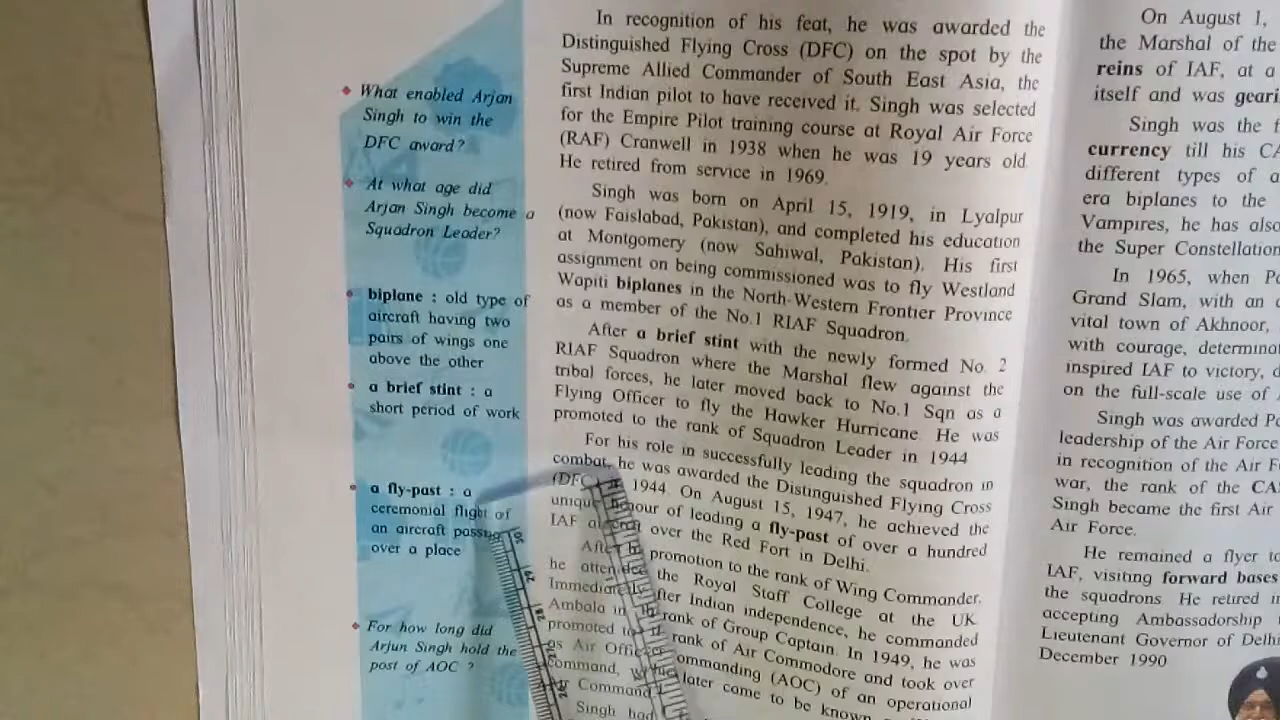 What enabled Arjan
Singh to win the
DFC award?
At what age did
Arjan Singh become a
Squadron Leader?
biplane : old type of
aircraft having two
pairs of wings one
above the other
a brief stint : a
short period of work
a fly-past : a
ceremonial flight of
an aircraft passing
over a place
For how long did
Arjun Singh hold the
post of AOC ?
In recognition of his feat, he was awarded the
Distinguished Flying Cross (DFC) on the spot by the
Supreme Allied Commander of South East Asia, the
first Indian pilot to have received it. Singh was selected
for the Empire Pilot training course at Royal Air Force
(RAF) Cranwell in 1938 when he was 19 years old.
He retired from service in 1969.
Singh was born on April 15, 1919, in Lyalpur
(now Faislabad, Pakistan), and completed his education
at Montgomery (now Sahiwal, Pakistan). His first
assignment on being commissioned was to fly Westland
Wapiti biplanes in the North-Western Frontier Province
as a member of the No.1 RIAF Squadron.
After a brief stint with the newly formed No. 2
RIAF Squadron where the Marshal flew against the
tribal forces, he later moved back to No.1 Sqn as a
Flying Officer to fly the Hawker Hurricane. He was
promoted to the rank of Squadron Leader in 1944
For his role in successfully leading the squadron in
combat, he was awarded the Distinguished Flying Cross
(DFC) 1944. On August 15, 1947, he achieved the
unique honour of leading a fly-past of over a hundred
IAF aircraft over the Red Fort in Delhi.
After his promotion to the rank of Wing Commander,
he attended the Royal Staff College at the UK
Immediately after Indian independence, he commanded
Ambala in rank of Group Captain. In 1949, he was
promoted to rank of Air Commodore and took over
as Air Officer Commanding (AOC) of an operational
Command, later came to be known
Command
Singh had
On August 1,
the Marshal of the
reins of IAF, at a
itself and was
Singh was the
currency till his
different types of
era biplanes to the
Vampires, he has also
the Super Constellation
In 1965, when
Grand Slam, with an
vital town of Akhnoor,
with courage,
inspired IAF to victory,
on the full-scale use of
Singh was awarded
leadership of the Air Force
in recognition of the Air
war, the rank of the
Singh became the first Air
Air Force.
He remained a flyer
IAF, visiting forward bases
the squadrons. He retired
accepting Ambassadorship
Lieutenant Governor of Delhi
December 1990
30
29
28